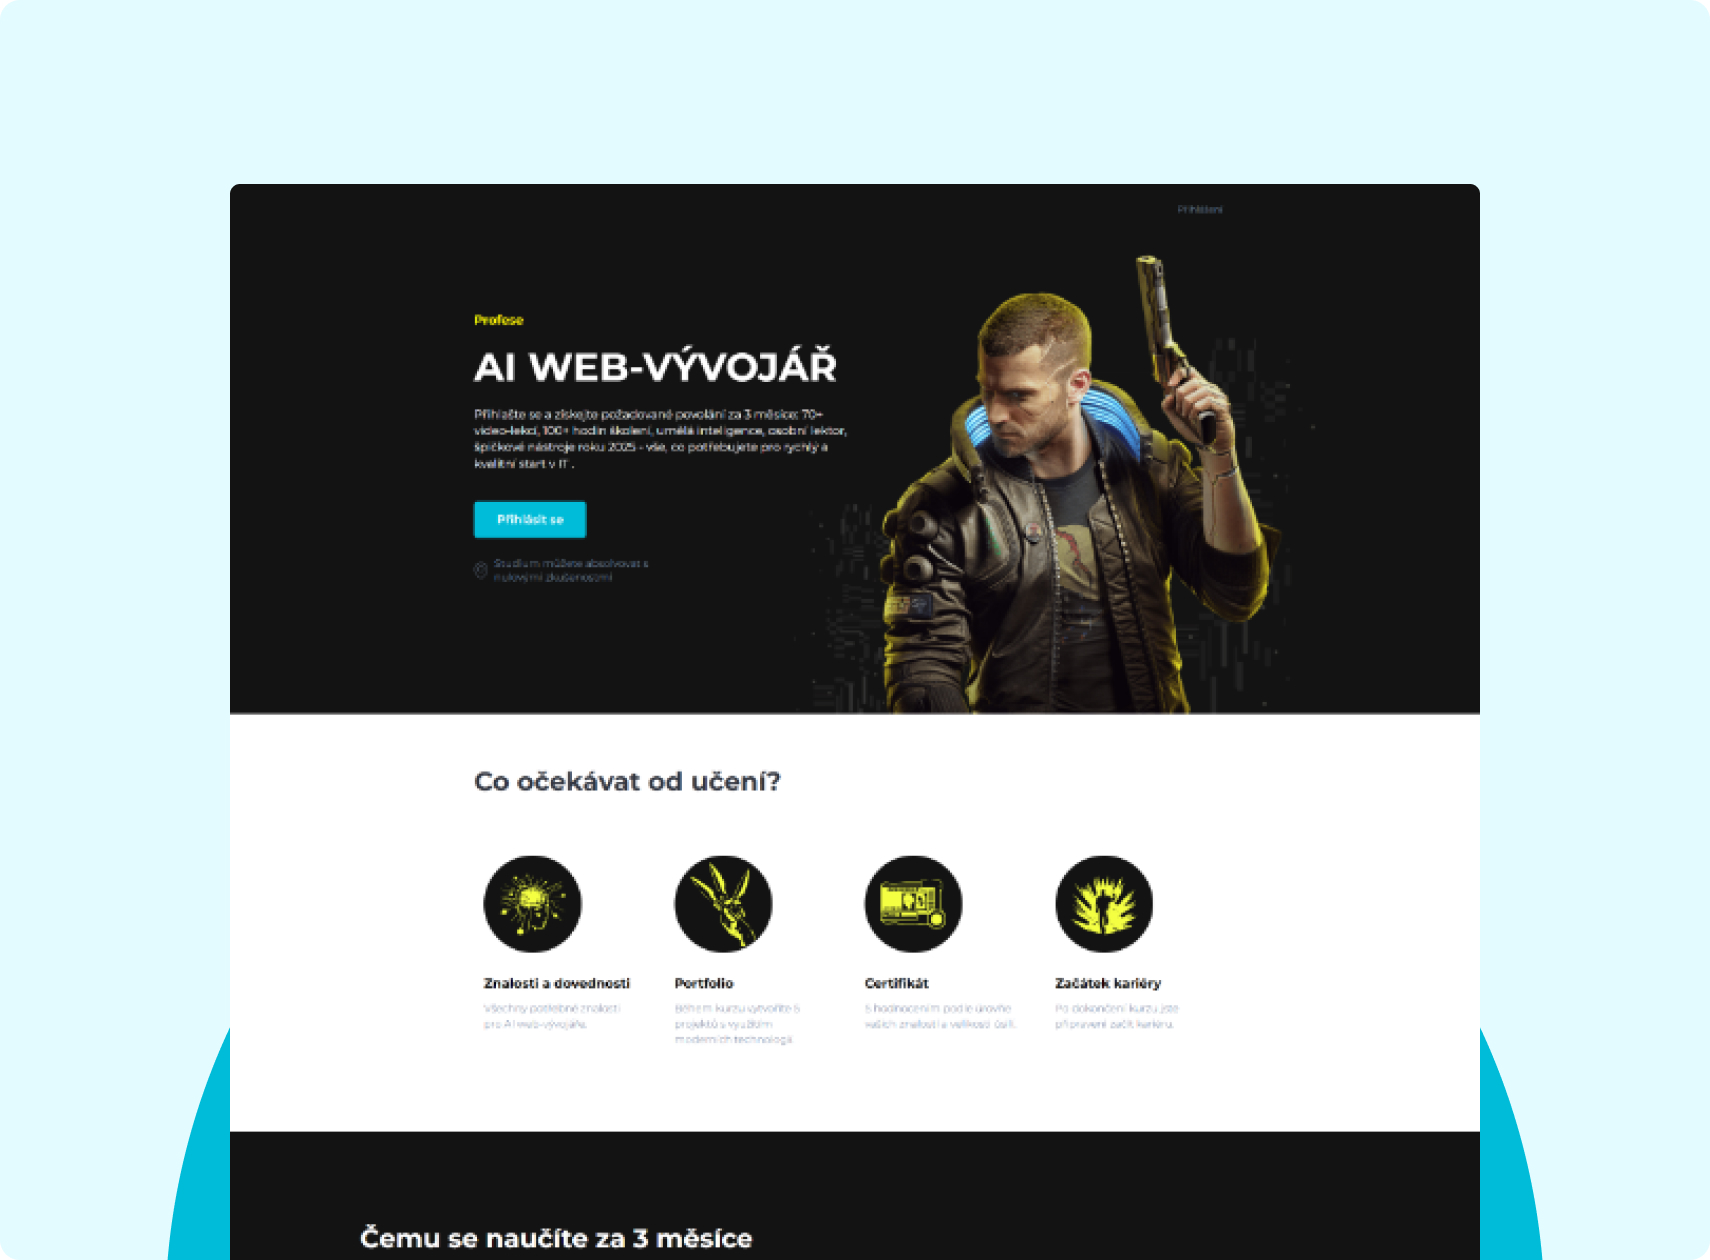 Přihlášení
Profese
AI WEB-VÝVOJÁŘ
Přihlašte se a získejte požadované povolání za 3 měsíce: 70+
video-lekcí, 100+ hodin školení, umělá inteligence, osobní lektor,
špičkové nástroje roku 2025 - vše, co potřebujete pro rychlý a
kvalitní start v IT .
Přihlásit se
Studium můžete absolvovat s
nulovými zkušenostmi
Co očekávat od učení?
Znalosti a dovednosti
Všechny potřebné znalosti
pro AI web-vývojáře.
Portfolio
Během kurzu vytvoříte 5
projektů s využitím
moderních technologií.
Certifikát
S hodnocením podle úrovně
vašich znalostí a velikosti úsilí.
Začátek kariéry
Po dokončení kurzu jste
připraveni začít kariéru.
Čemu se naučíte za 3 měsíce